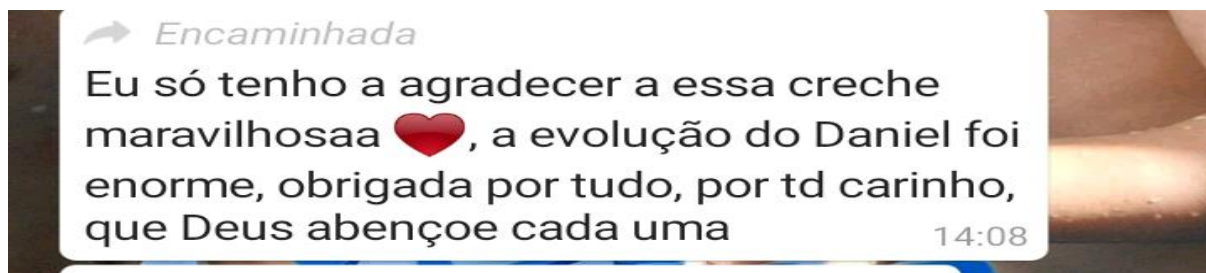 Encaminhada
Eu só tenho a agradecer a essa creche
maravilhosaa ❤, a evolução do Daniel foi
enorme, obrigada por tudo, por td carinho,
que Deus abençoe cada uma
14:08